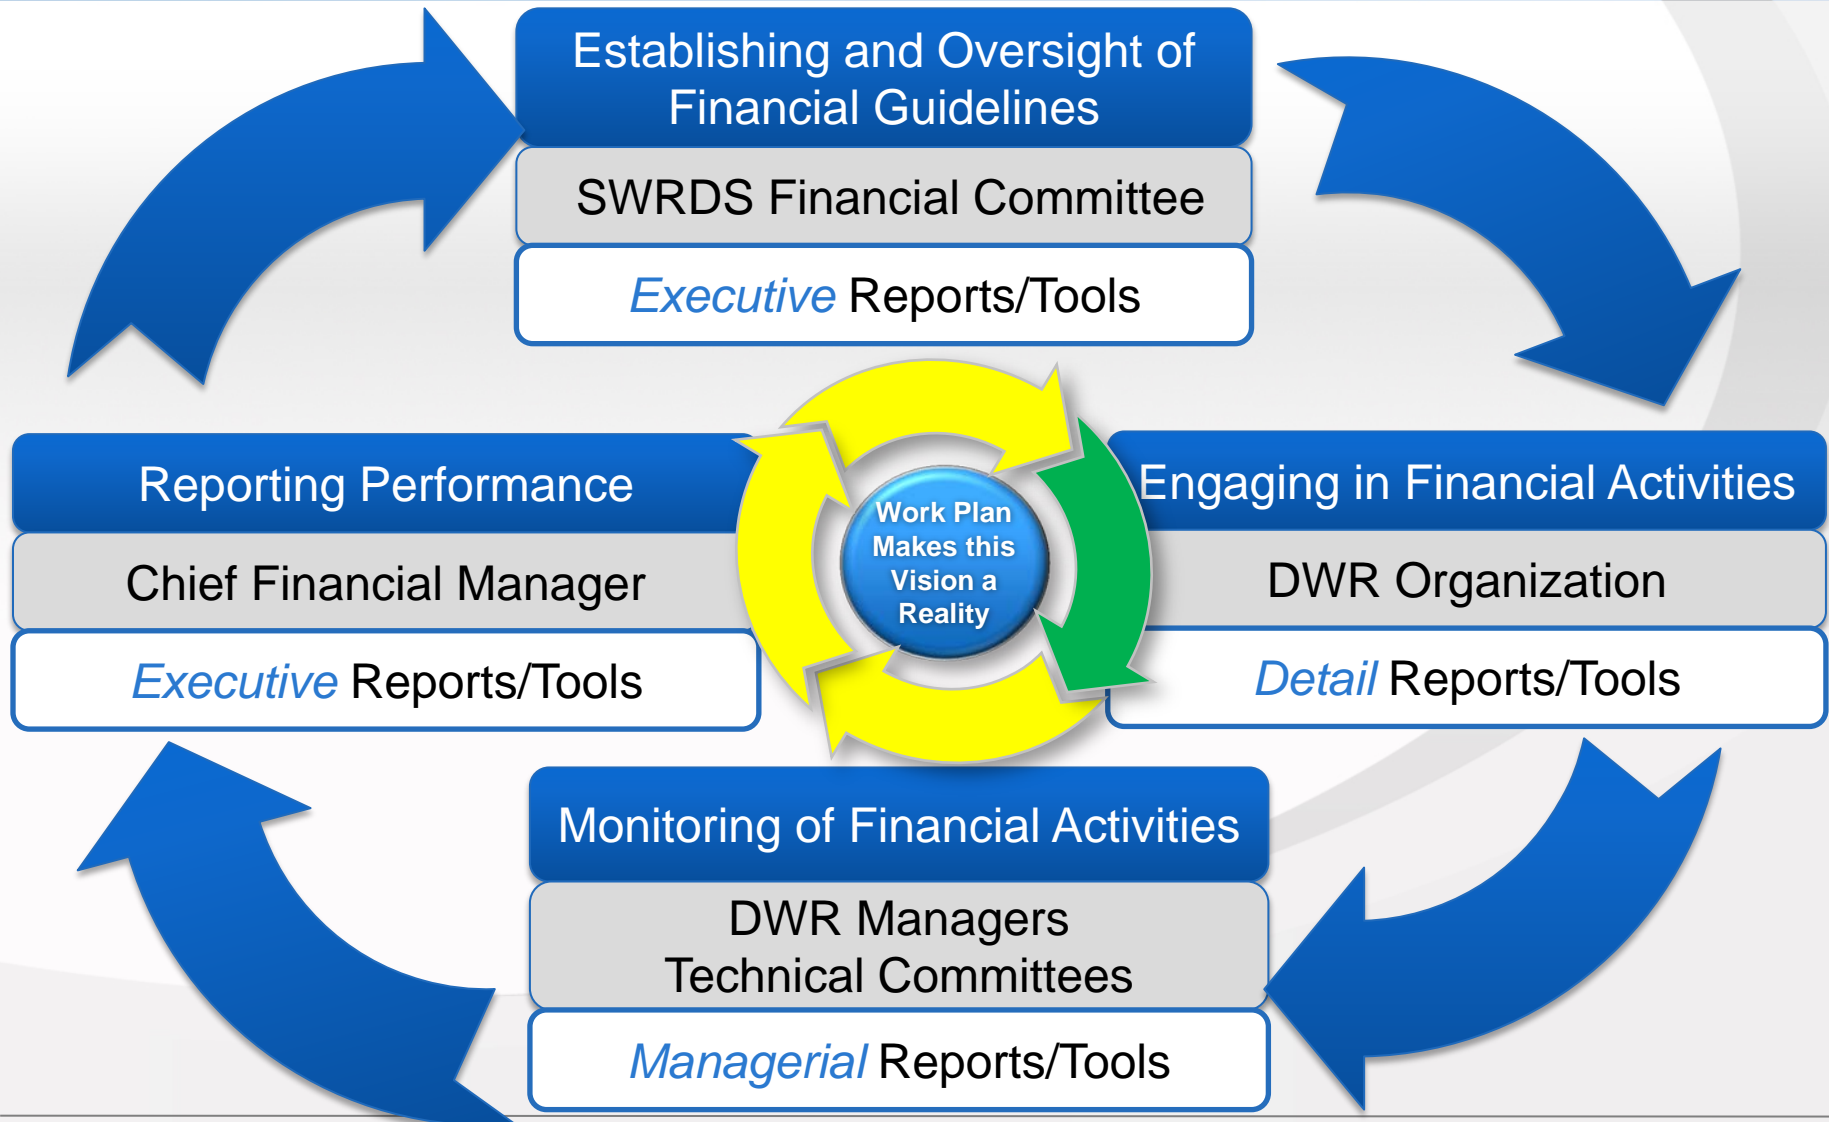 Establishing and Oversight of
Financial Guidelines
SWRDS Financial Committee
Executive Reports/Tools
Reporting Performance
Chief Financial Manager
Executive Reports/Tools
Work Plan
Makes this
Vision a
Reality
Engaging in Financial Activities
DWR Organization
Detail Reports/Tools
Monitoring of Financial Activities
DWR Managers
Technical Committees
Managerial Reports/Tools